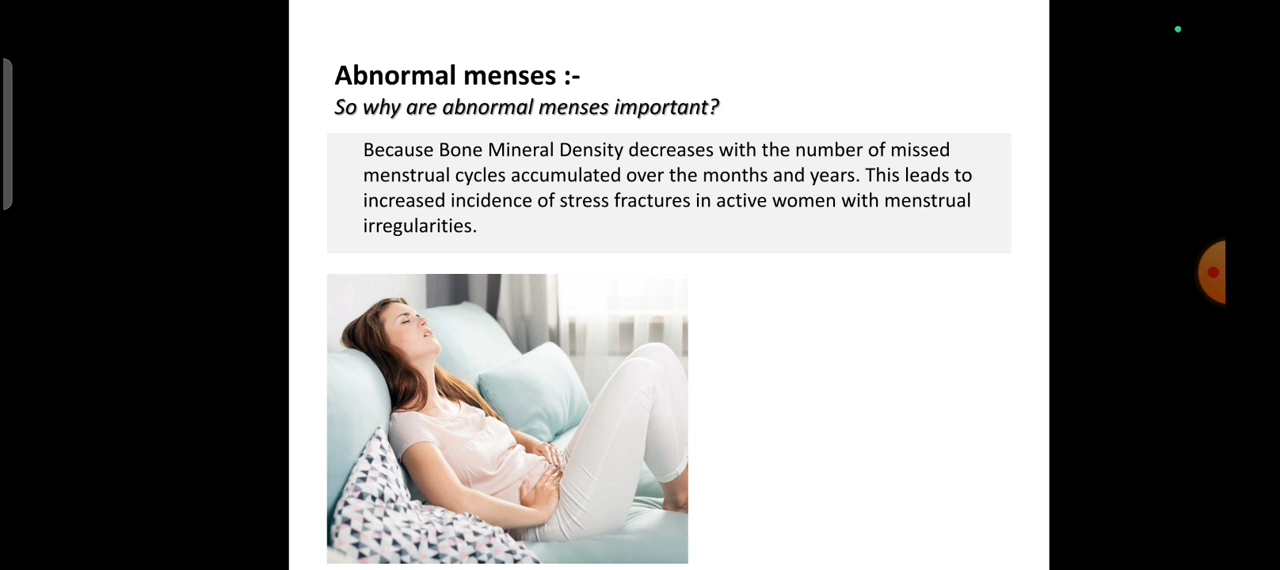 Abnormal menses :-
So why are abnormal menses important?
Because Bone Mineral Density decreases with the number of missed
menstrual cycles accumulated over the months and years. This leads to
increased incidence of stress fractures in active women with menstrual
irregularities.